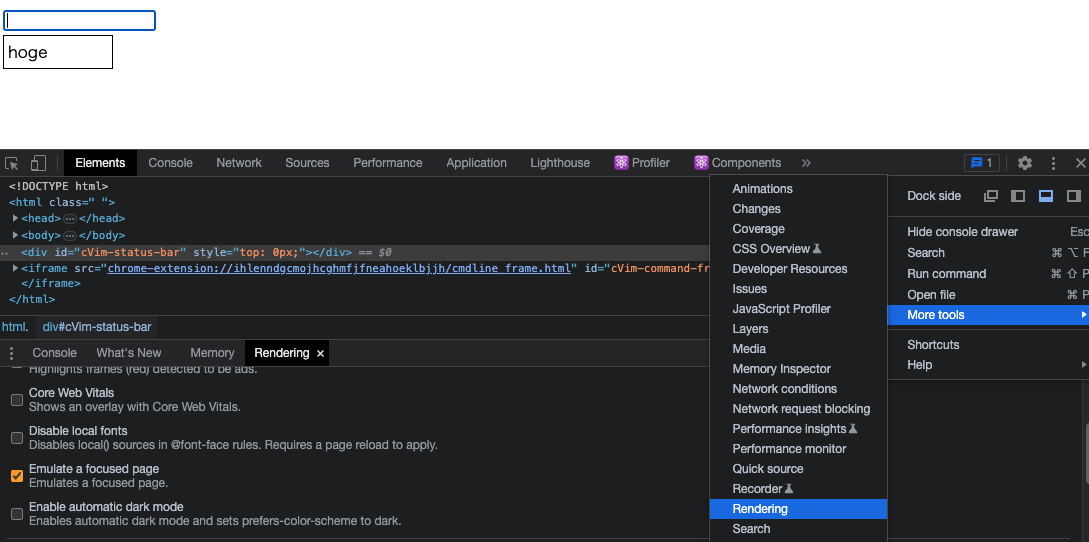 hoge
Elements Console Network Sources Performance Application Lighthouse Profiler Components » 1
<!DOCTYPE html>
<html class=" ">
<head>…</head>
<body>…</body>
… <div id="cVim-status-bar" style="top: 0px;"></div> == $0
<iframe src="chrome-extension://ihlenndgcmojhcghmfjfneahoeklbjjh/cmdline_frame.html" id="cVim-command-fr
</iframe>
</html>
html. div#cVim-status-bar
Console What's New Memory Rendering ×
Highlights frames (red) detected to be ads.
Core Web Vitals
Shows an overlay with Core Web Vitals.
Disable local fonts
Disables local() sources in @font-face rules. Requires a page reload to apply.
Emulate a focused page
Emulates a focused page.
Enable automatic dark mode
Enables automatic dark mode and sets prefers-color-scheme to dark.
Animations
Changes
Coverage
CSS Overview
Developer Resources
Issues
JavaScript Profiler
Layers
Media
Memory Inspector
Network conditions
Network request blocking
Performance insights
Performance monitor
Quick source
Recorder
Rendering
Search
Dock side
Hide console drawer Esc
Search ⌘ ⌥ F
Run command ⌘ ⇧ P
Open file ⌘ P
More tools
Shortcuts
Help